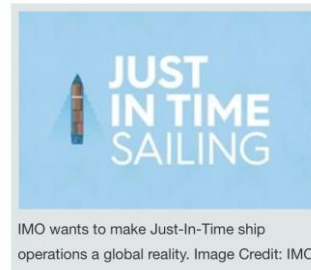 JUST
IN TIME
SAILING
IMO wants to make Just-In-Time ship
operations a global reality. Image Credit: IMO